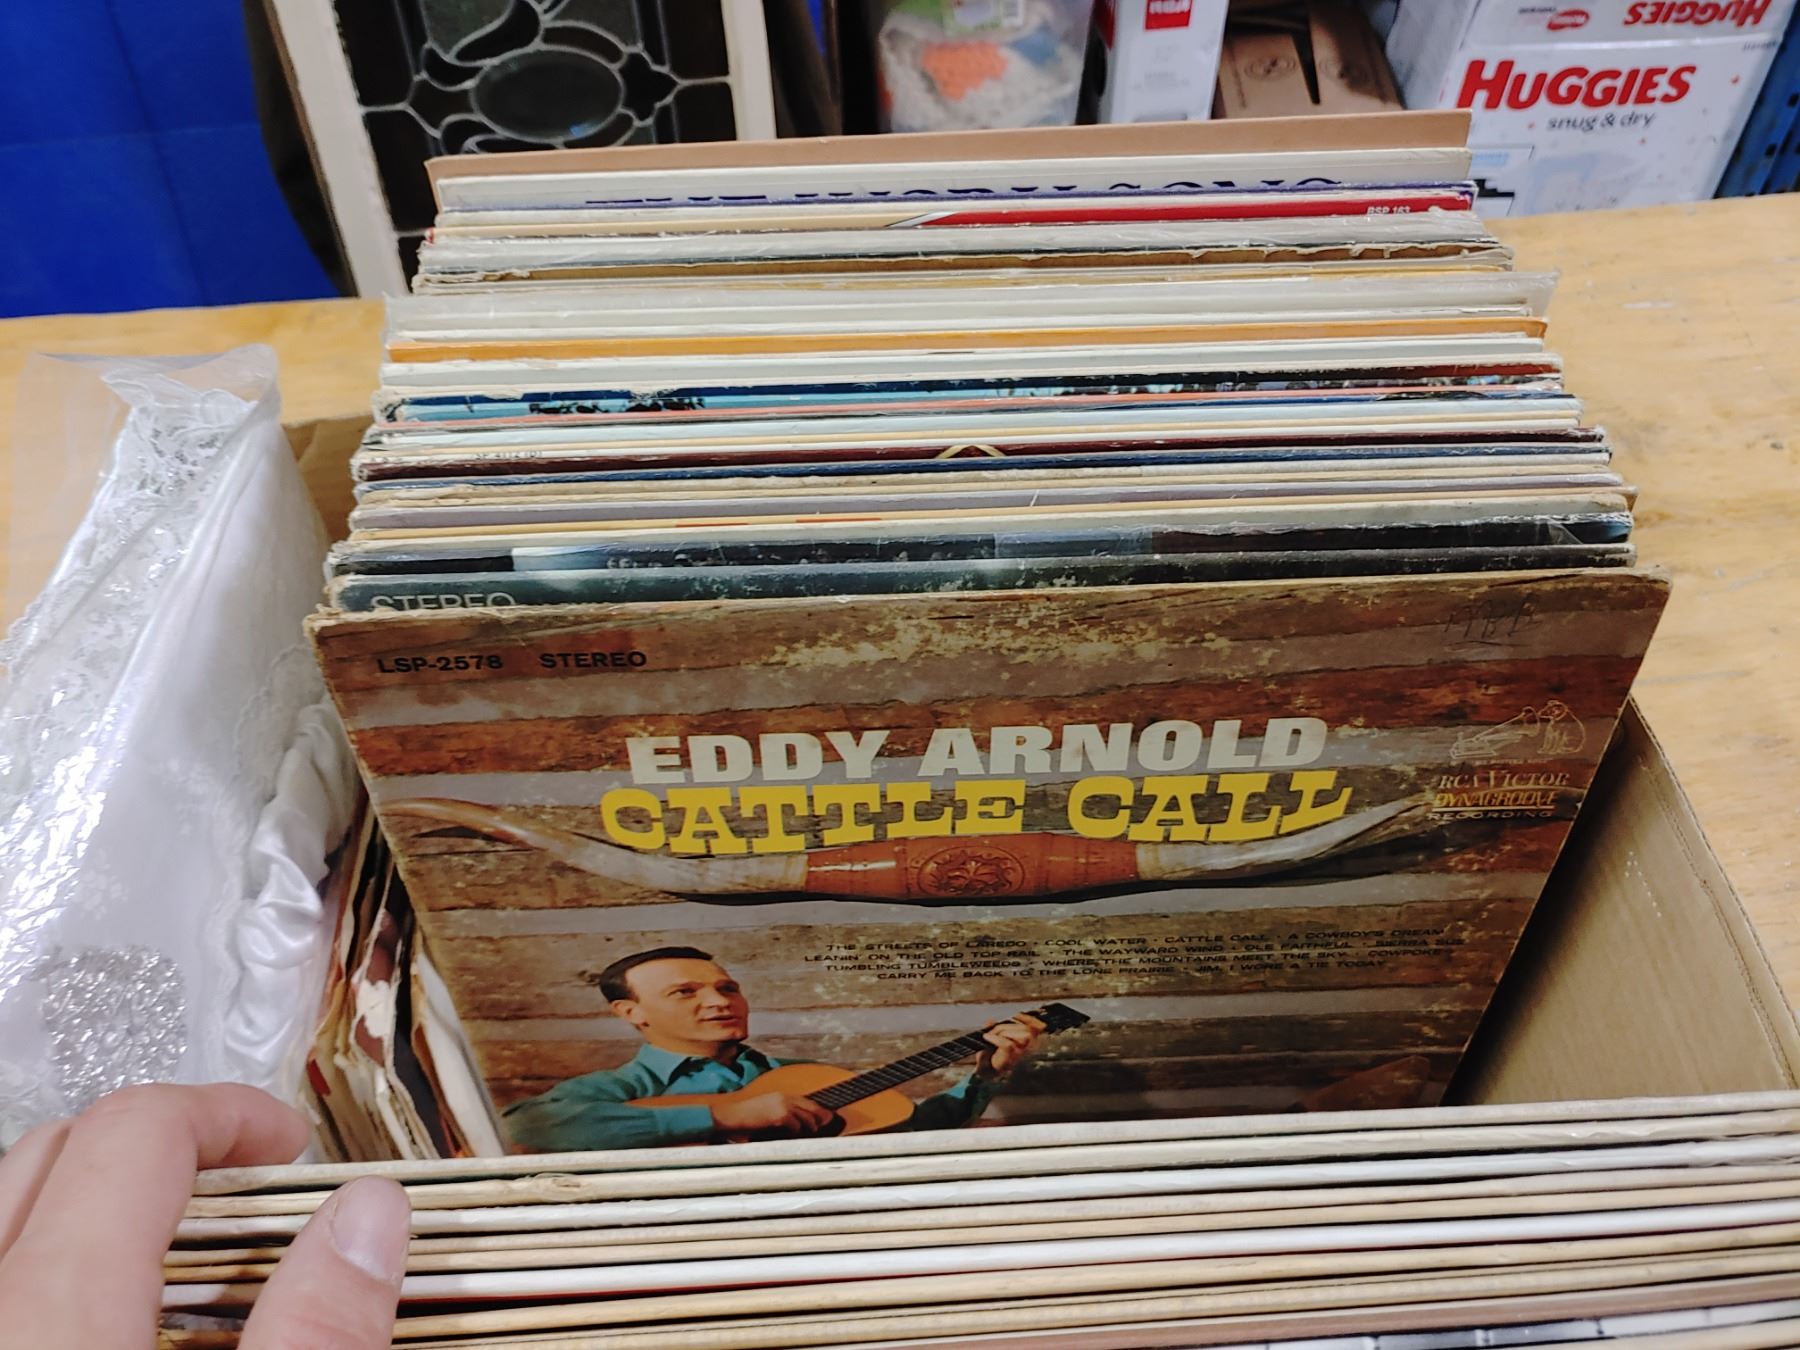 HUGGIES
HUGGIES
snug & dry
RSP 163
STEREO
LSP-2578 STEREO
EDDY ARNOLD
CATTLE CALL
RCA VICTOR
DYNAGROOVE
RECORDING
THE STREETS OF LAREDO • COOL WATER • CATTLE CALL • A COWBOY'S DREAM
LEANIN' ON THE OLD TOP RAIL • THE WAYWARD WIND • OLE FAITHFUL • SIERRA SUE
TUMBLING TUMBLEWEEDS • WHERE THE MOUNTAINS MEET THE SKY • COWPOKE
CARRY ME BACK TO THE LONE PRAIRIE • JIM, I WORE A TIE TODAY